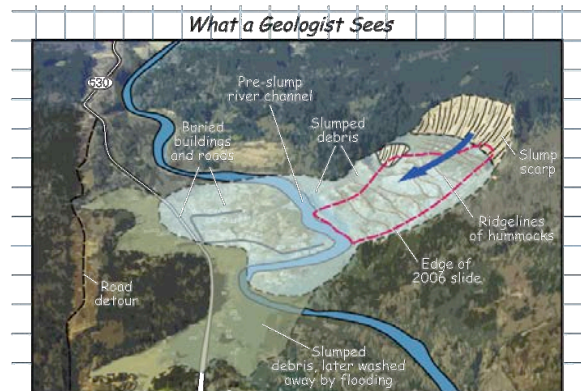 What a Geologist Sees
530
Pre-slump
river channel
Buried
buildings
and roads
Slumped
debris
Slump
scarp
Ridgelines
of hummocks
Edge of
2006 slide
Road
detour
Slumped
debris, later washed
away by flooding